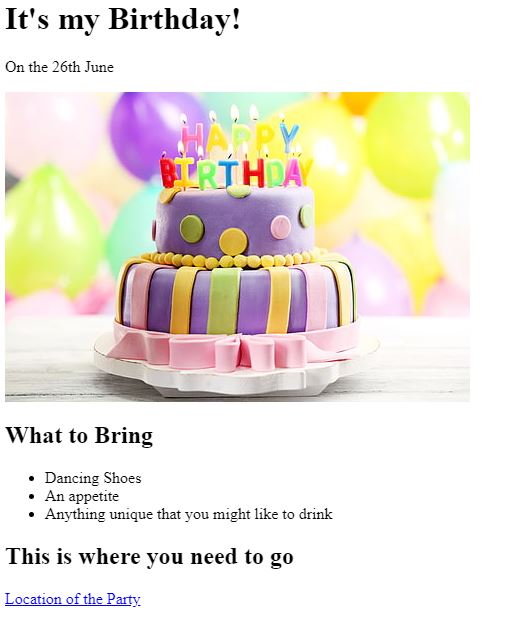 It's my Birthday!
On the 26th June
HAPPY
BIRTHDAY
What to Bring
Dancing Shoes
An appetite
Anything unique that you might like to drink
This is where you need to go
Location of the Party